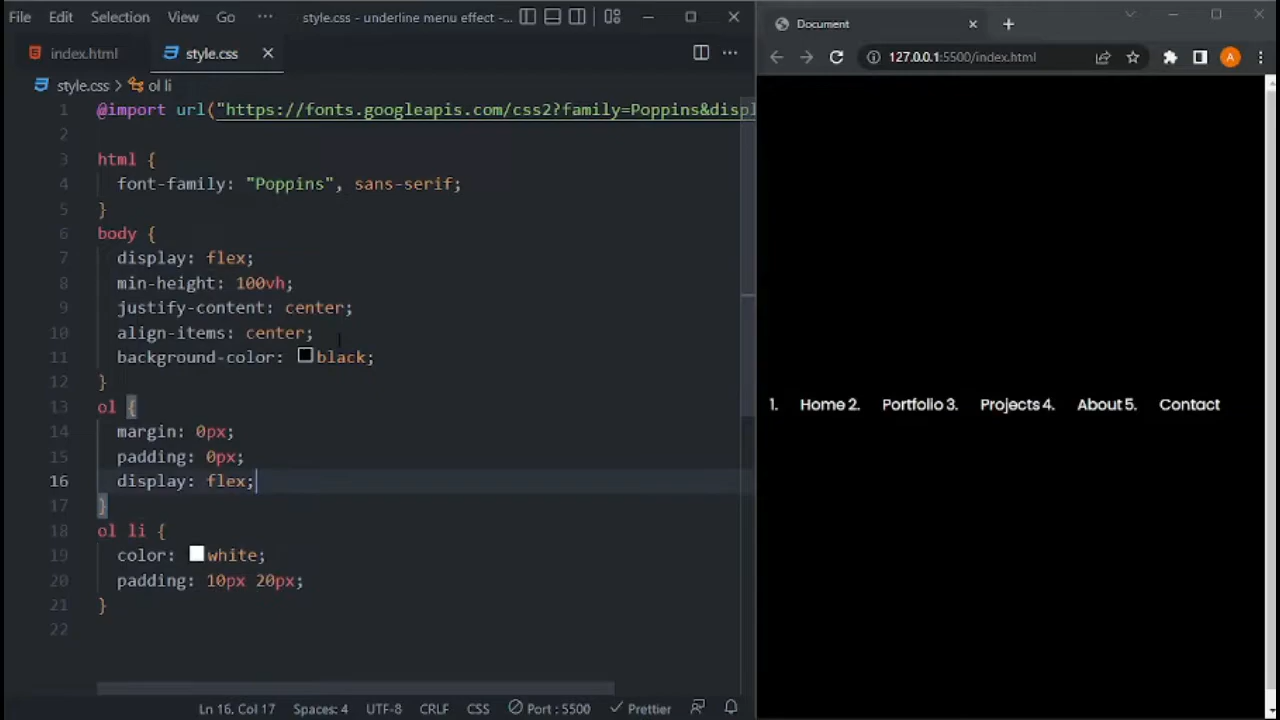 File Edit Selection View Go ··· style.css - underline menu effect -...
index.html style.css
style.css > ol li
1 @import url("https://fonts.googleapis.com/css2?family=Poppins&displ
2
3 html {
4 font-family: "Poppins", sans-serif;
5 }
6 body {
7 display: flex;
8 min-height: 100vh;
9 justify-content: center;
10 align-items: center;
11 background-color: black;
12 }
13 ol {
14 margin: 0px;
15 padding: 0px;
16 display: flex;
17 }
18 ol li {
19 color: white;
20 padding: 10px 20px;
21 }
22
Ln 16, Col 17 Spaces: 4 UTF-8 CRLF CSS Port : 5500 Prettier
Document
127.0.0.1:5500/index.html A
1. Home 2. Portfolio 3. Projects 4. About 5. Contact